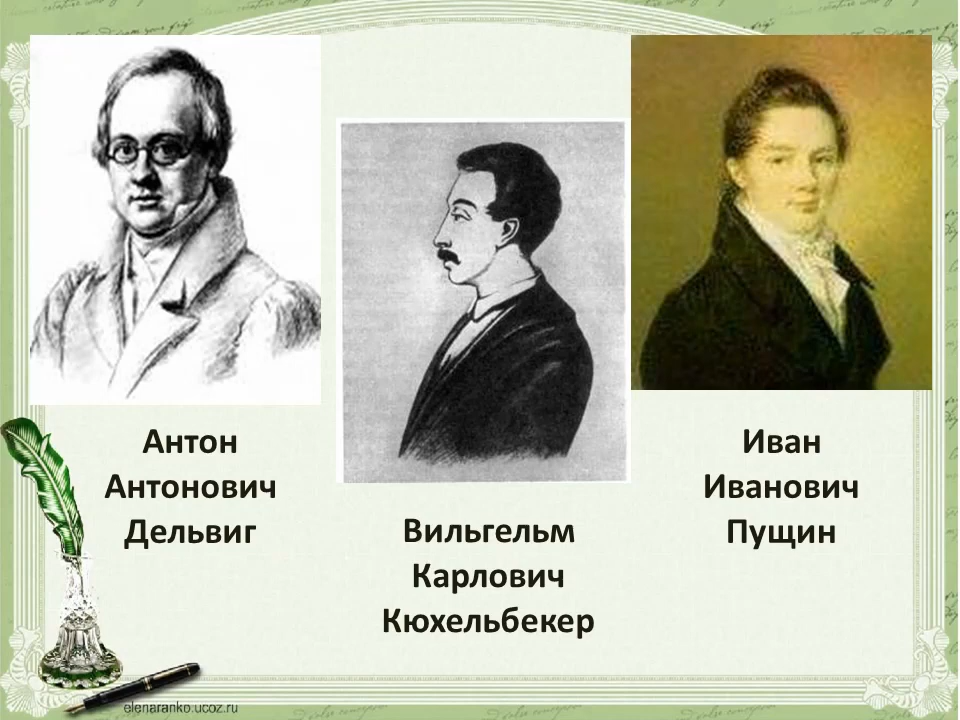 Антон
Антонович
Дельвиг
Вильгельм
Карлович
Кюхельбекер
Иван
Иванович
Пущин
elenaranko.ucoz.ru